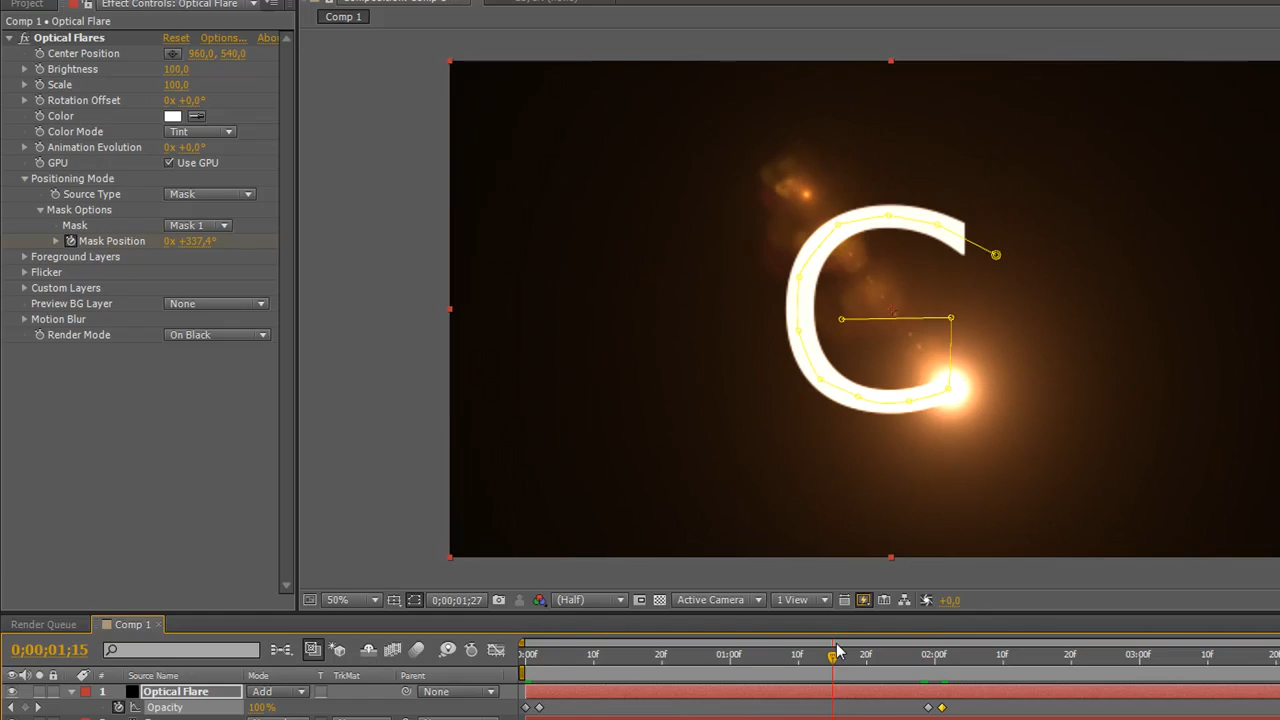 Project Effect Controls: Optical Flare
Comp 1 • Optical Flare
Comp 1
fx Optical Flares Reset Options... Abou
Center Position 960,0, 540,0
Brightness 100,0
Scale 100,0
Rotation Offset 0x +0,0°
Color
Color Mode Tint
Animation Evolution 0x +0,0°
GPU Use GPU
Positioning Mode
Source Type Mask
Mask Options
Mask Mask 1
Mask Position 0x +337,4°
Foreground Layers
Flicker
Custom Layers
Preview BG Layer None
Motion Blur
Render Mode On Black
G
50% 0;00;01;27 (Half) Active Camera 1 View +0,0
Render Queue Comp 1
0;00;01;15 0:00f 10f 20f 01:00f 10f 20f 02:00f 10f 20f 03:00f 10f 20
# Source Name Mode T TrkMat Parent
1 Optical Flare Add None
Opacity 100%